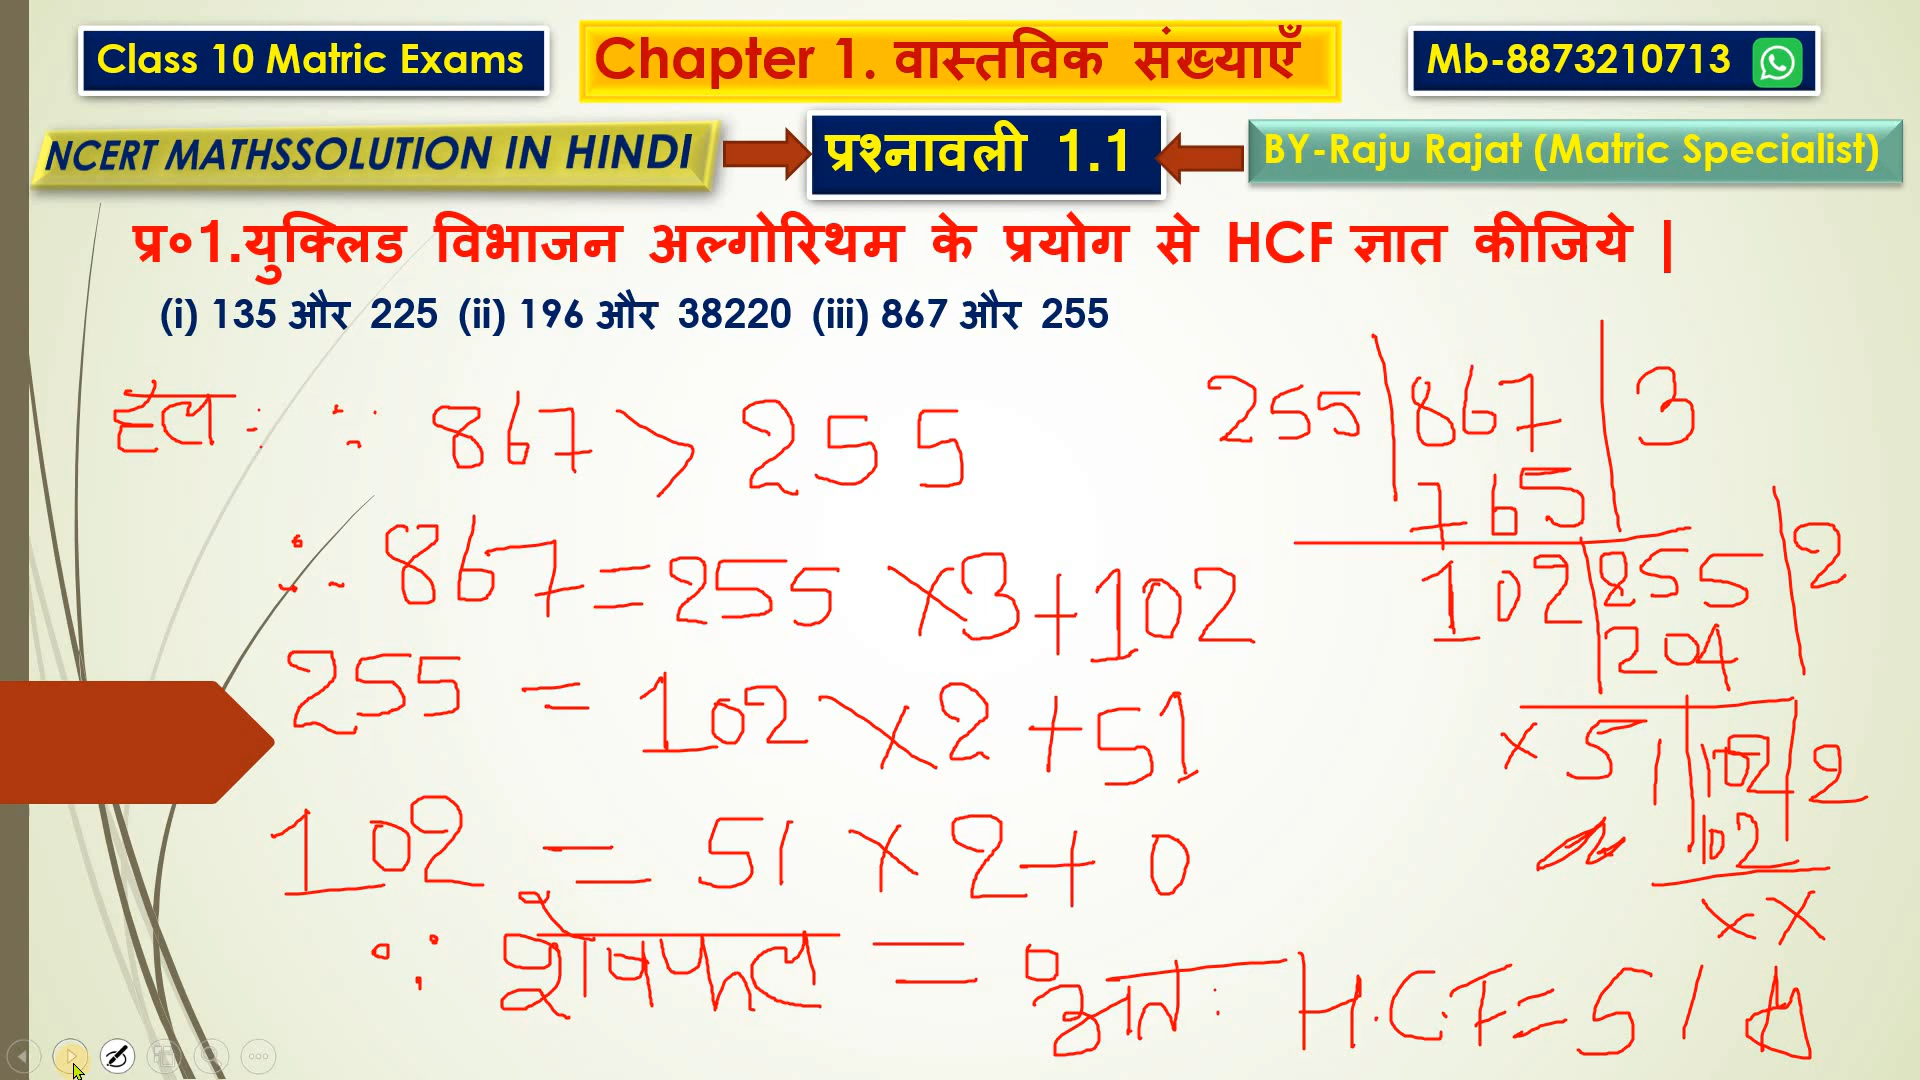 Class 10 Matric Exams
Chapter 1. वास्तविक संख्याएँ
Mb-8873210713
NCERT MATHSSOLUTION IN HINDI
प्रश्नावली 1.1
BY-Raju Rajat (Matric Specialist)
प्र०1.युक्लिड विभाजन अल्गोरिथम के प्रयोग से HCF ज्ञात कीजिये |
(i) 135 और 225 (ii) 196 और 38220 (iii) 867 और 255
हल: ∵ 867 > 255
∴ 867 = 255 × 3 + 102
255 = 102 × 2 + 51
102 = 51 × 2 + 0
∵ शेषफल = 0
अतः H.C.F = 51
255 | 867 | 3
765
102 | 255 | 2
204
× 51 | 102 | 2
102
××